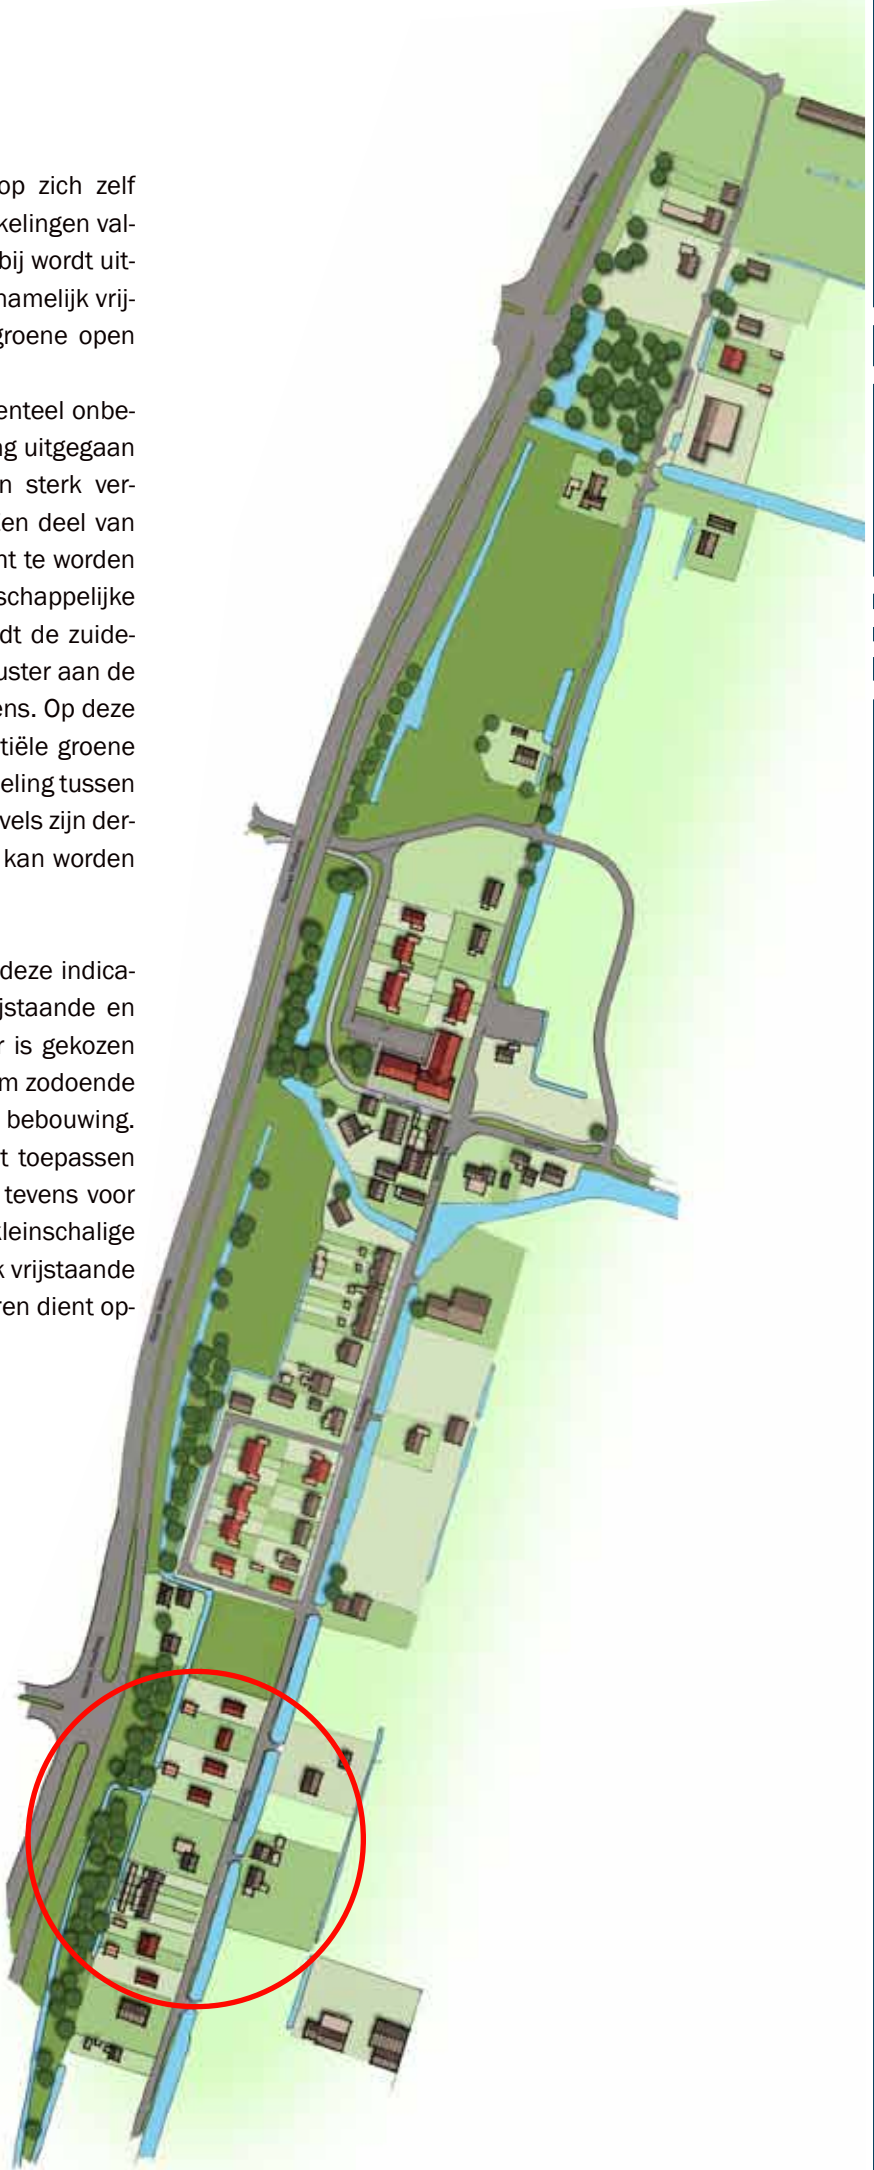 op zich zelf
kelingen val-
bij wordt uit-
namelijk vrij-
groene open
enteel onbe-
ng uitgegaan
n sterk ver-
en deel van
nt te worden
schappelijke
dt de zuide-
uster aan de
ens. Op deze
tiële groene
eling tussen
vels zijn der-
kan worden
deze indica-
ijstaande en
r is gekozen
m zodoende
bebouwing.
t toepassen
tevens voor
kleinschalige
k vrijstaande
ren dient op-